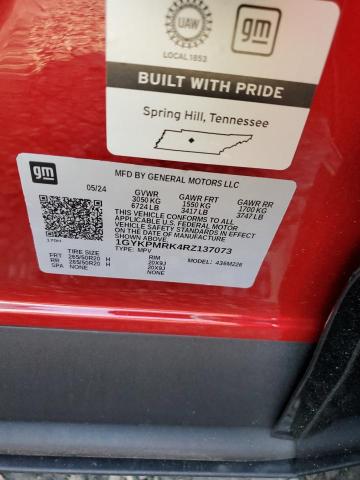 UAW
gm
LOCAL 1853
BUILT WITH PRIDE
Spring Hill, Tennessee
gm
MFD BY GENERAL MOTORS LLC
05/24
GVWR GAWR FRT GAWR RR
3050 KG 1550 KG 1700 KG
6724 LB 3417 LB 3747 LB
THIS VEHICLE CONFORMS TO ALL
APPLICABLE U.S. FEDERAL MOTOR
VEHICLE SAFETY STANDARDS IN EFFECT
ON THE DATE OF MANUFACTURE
SHOWN ABOVE.
1GYKPMRK4RZ137073
TYPE: MPV MODEL: 436M226
TIRE SIZE RIM
FRT 265/50R20 H 20X9J
RR 265/50R20 H 20X9J
SPA NONE NONE